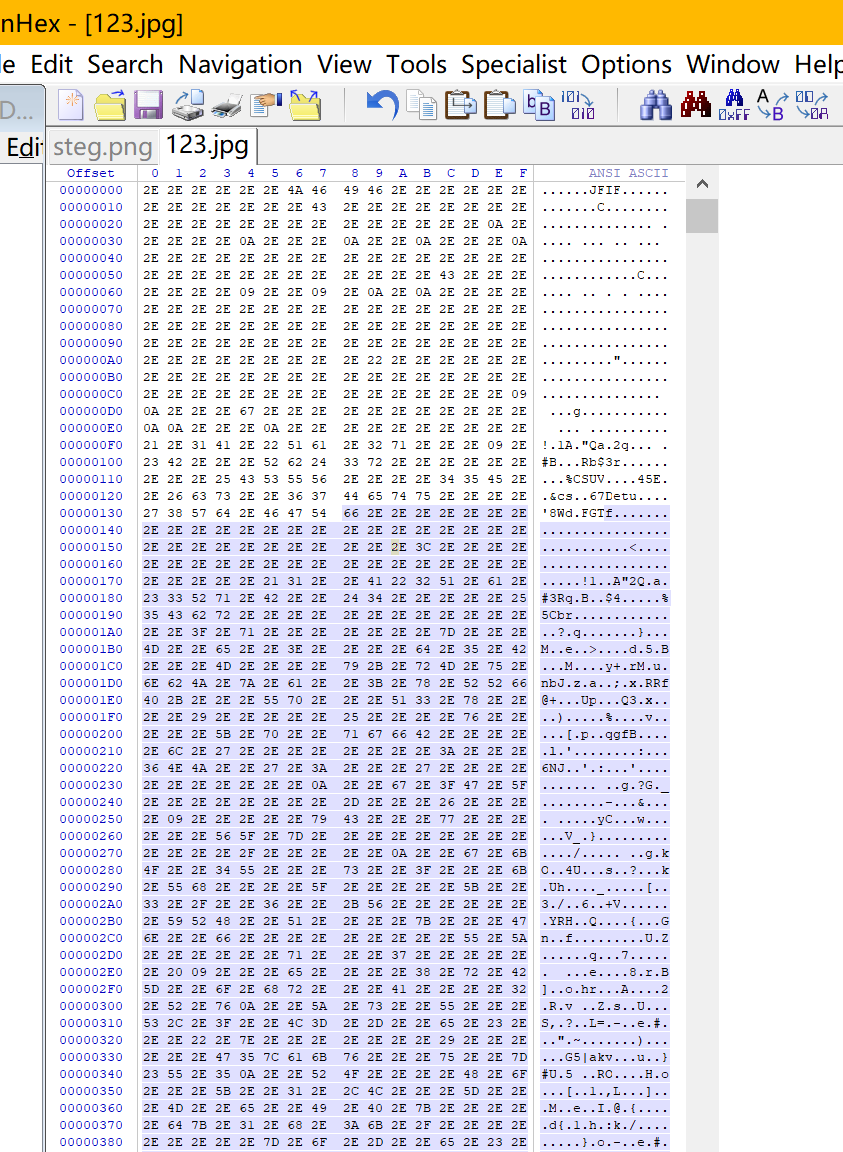 nHex - [123.jpg]
e Edit Search Navigation View Tools Specialist Options Window Help
D...
Edi
steg.png 123.jpg
Offset 0 1 2 3 4 5 6 7 8 9 A B C D E F ANSI ASCII
00000000 2E 2E 2E 2E 2E 2E 4A 46 49 46 2E 2E 2E 2E 2E 2E ......JFIF......
00000010 2E 2E 2E 2E 2E 2E 2E 43 2E 2E 2E 2E 2E 2E 2E 2E .......C........
00000020 2E 2E 2E 2E 2E 2E 2E 2E 2E 2E 2E 2E 2E 2E 0A 2E .............. .
00000030 2E 2E 2E 2E 0A 2E 2E 2E 0A 2E 2E 0A 2E 2E 2E 0A .... ... .. ...
00000040 2E 2E 2E 2E 2E 2E 2E 2E 2E 2E 2E 2E 2E 2E 2E 2E ................
00000050 2E 2E 2E 2E 2E 2E 2E 2E 2E 2E 2E 2E 43 2E 2E 2E ............C...
00000060 2E 2E 2E 2E 09 2E 2E 09 2E 0A 2E 0A 2E 2E 2E 2E .... .. . . ....
00000070 2E 2E 2E 2E 2E 2E 2E 2E 2E 2E 2E 2E 2E 2E 2E 2E ................
00000080 2E 2E 2E 2E 2E 2E 2E 2E 2E 2E 2E 2E 2E 2E 2E 2E ................
00000090 2E 2E 2E 2E 2E 2E 2E 2E 2E 2E 2E 2E 2E 2E 2E 2E ................
000000A0 2E 2E 2E 2E 2E 2E 2E 2E 2E 22 2E 2E 2E 2E 2E 2E ........."......
000000B0 2E 2E 2E 2E 2E 2E 2E 2E 2E 2E 2E 2E 2E 2E 2E 2E ................
000000C0 2E 2E 2E 2E 2E 2E 2E 2E 2E 2E 2E 2E 2E 2E 2E 09 ...............
000000D0 0A 2E 2E 2E 67 2E 2E 2E 2E 2E 2E 2E 2E 2E 2E 2E ...g...........
000000E0 0A 0A 2E 2E 2E 0A 2E 2E 2E 2E 2E 2E 2E 2E 2E 2E ... ..........
000000F0 21 2E 31 41 2E 22 51 61 2E 32 71 2E 2E 2E 09 2E !.1A."Qa.2q... .
00000100 23 42 2E 2E 2E 52 62 24 33 72 2E 2E 2E 2E 2E 2E #B...Rb$3r......
00000110 2E 2E 2E 25 43 53 55 56 2E 2E 2E 2E 34 35 45 2E ...%CSUV....45E.
00000120 2E 26 63 73 2E 2E 36 37 44 65 74 75 2E 2E 2E 2E .&cs..67Detu....
00000130 27 38 57 64 2E 46 47 54 66 2E 2E 2E 2E 2E 2E 2E '8Wd.FGTf.......
00000140 2E 2E 2E 2E 2E 2E 2E 2E 2E 2E 2E 2E 2E 2E 2E 2E ................
00000150 2E 2E 2E 2E 2E 2E 2E 2E 2E 2E 2E 3C 2E 2E 2E 2E ...........<....
00000160 2E 2E 2E 2E 2E 2E 2E 2E 2E 2E 2E 2E 2E 2E 2E 2E ................
00000170 2E 2E 2E 2E 2E 21 31 2E 2E 41 22 32 51 2E 61 2E .....!1..A"2Q.a.
00000180 23 33 52 71 2E 42 2E 2E 24 34 2E 2E 2E 2E 2E 25 #3Rq.B..$4.....%
00000190 35 43 62 72 2E 2E 2E 2E 2E 2E 2E 2E 2E 2E 2E 2E 5Cbr............
000001A0 2E 2E 3F 2E 71 2E 2E 2E 2E 2E 2E 2E 7D 2E 2E 2E ..?.q.......}...
000001B0 4D 2E 2E 65 2E 2E 3E 2E 2E 2E 2E 64 2E 35 2E 42 M..e..>....d.5.B
000001C0 2E 2E 2E 4D 2E 2E 2E 2E 79 2B 2E 72 4D 2E 75 2E ...M....y+.rM.u.
000001D0 6E 62 4A 2E 7A 2E 61 2E 2E 3B 2E 78 2E 52 52 66 nbJ.z.a..;.x.RRf
000001E0 40 2B 2E 2E 2E 55 70 2E 2E 2E 51 33 2E 78 2E 2E @+...Up...Q3.x..
000001F0 2E 2E 29 2E 2E 2E 2E 2E 25 2E 2E 2E 2E 76 2E 2E ..).....%....v..
00000200 2E 2E 2E 5B 2E 70 2E 2E 71 67 66 42 2E 2E 2E 2E ...[.p..qgfB....
00000210 2E 6C 2E 27 2E 2E 2E 2E 2E 2E 2E 2E 3A 2E 2E 2E .l.'........:...
00000220 36 4E 4A 2E 2E 27 2E 3A 2E 2E 2E 27 2E 2E 2E 2E 6NJ..'.:...'....
00000230 2E 2E 2E 2E 2E 2E 2E 0A 2E 2E 67 2E 3F 47 2E 5F ....... ..g.?G._
00000240 2E 2E 2E 2E 2E 2E 2E 2E 2D 2E 2E 2E 26 2E 2E 2E ........-...&...
00000250 2E 09 2E 2E 2E 2E 2E 79 43 2E 2E 2E 77 2E 2E 2E . .....yC...w...
00000260 2E 2E 2E 56 5F 2E 7D 2E 2E 2E 2E 2E 2E 2E 2E 2E ...V_.}.........
00000270 2E 2E 2E 2E 2F 2E 2E 2E 2E 2E 0A 2E 2E 67 2E 6B ..../..... ..g.k
00000280 4F 2E 2E 34 55 2E 2E 2E 73 2E 2E 3F 2E 2E 2E 6B O..4U...s..?...k
00000290 2E 55 68 2E 2E 2E 2E 5F 2E 2E 2E 2E 2E 5B 2E 2E .Uh...._.....[..
000002A0 33 2E 2F 2E 2E 36 2E 2E 2B 56 2E 2E 2E 2E 2E 2E 3./..6..+V......
000002B0 2E 59 52 48 2E 2E 51 2E 2E 2E 2E 7B 2E 2E 2E 47 .YRH..Q....{...G
000002C0 6E 2E 2E 66 2E 2E 2E 2E 2E 2E 2E 2E 2E 55 2E 5A n..f.........U.Z
000002D0 2E 2E 2E 2E 2E 2E 71 2E 2E 2E 37 2E 2E 2E 2E 2E ......q...7.....
000002E0 2E 20 09 2E 2E 2E 65 2E 2E 2E 2E 38 2E 72 2E 42 .  ...e....8.r.B
000002F0 5D 2E 2E 6F 2E 68 72 2E 2E 2E 41 2E 2E 2E 2E 32 ]..o.hr...A....2
00000300 2E 52 2E 76 0A 2E 2E 5A 2E 73 2E 2E 55 2E 2E 2E .R.v ..Z.s..U...
00000310 53 2C 2E 3F 2E 2E 4C 3D 2E 2D 2E 2E 65 2E 23 2E S,.?..L=.-..e.#.
00000320 2E 2E 22 2E 7E 2E 2E 2E 2E 2E 2E 2E 29 2E 2E 2E ..".~.......)...
00000330 2E 2E 2E 47 35 7C 61 6B 76 2E 2E 2E 75 2E 2E 7D ...G5|akv...u..}
00000340 23 55 2E 35 0A 2E 2E 52 4F 2E 2E 2E 2E 48 2E 6F #U.5 ..RO....H.o
00000350 2E 2E 2E 5B 2E 2E 31 2E 2C 4C 2E 2E 2E 5D 2E 2E ...[..1.,L...]..
00000360 2E 4D 2E 2E 65 2E 2E 49 2E 40 2E 7B 2E 2E 2E 2E .M..e..I.@.{....
00000370 2E 64 7B 2E 31 2E 68 2E 3A 6B 2E 2E 2F 2E 2E 2E .d{.1.h.:k../...
00000380 2E 2E 2E 2E 2E 7D 2E 6F 2E 2D 2E 2E 65 2E 23 2E .....}.o.-..e.#.